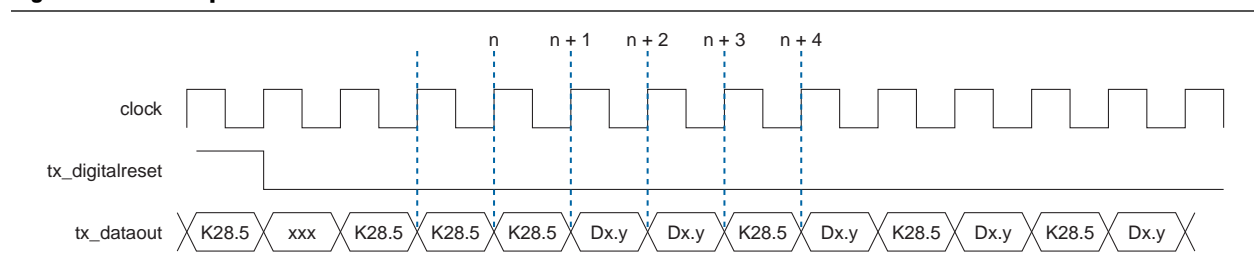 n n + 1 n + 2 n + 3 n + 4
clock
tx_digitalreset
tx_dataout K28.5 xxx K28.5 K28.5 K28.5 Dx.y Dx.y K28.5 Dx.y K28.5 Dx.y K28.5 Dx.y